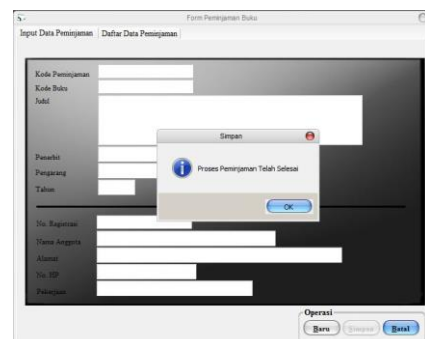 Form Peminjaman Buku
Input Data Peminjaman Daftar Data Peminjaman
Kode Peminjaman
Kode Buku
Judul
Simpan
Proses Peminjaman Telah Selesai
OK
Penerbit
Pengarang
Tahun
No. Registrasi
Nama Anggota
Alamat
No. HP
Pekerjaan
Operasi
Baru Simpan Batal